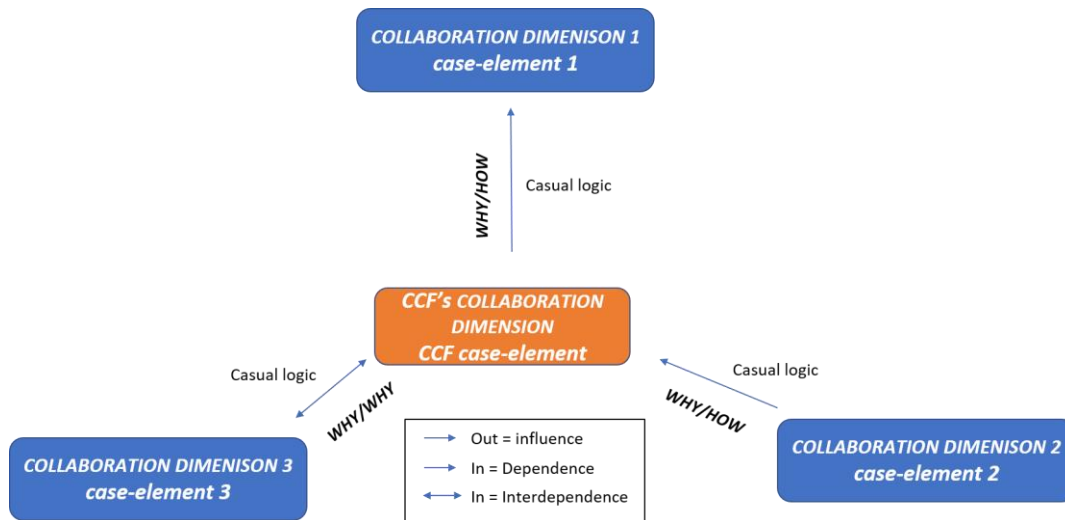 COLLABORATION DIMENISON 1
case-element 1
WHY/HOW
Casual logic
CCF's COLLABORATION
DIMENSION
CCF case-element
Casual logic
WHY/WHY
Casual logic
WHY/HOW
COLLABORATION DIMENISON 3
case-element 3
Out = influence
In = Dependence
In = Interdependence
COLLABORATION DIMENISON 2
case-element 2